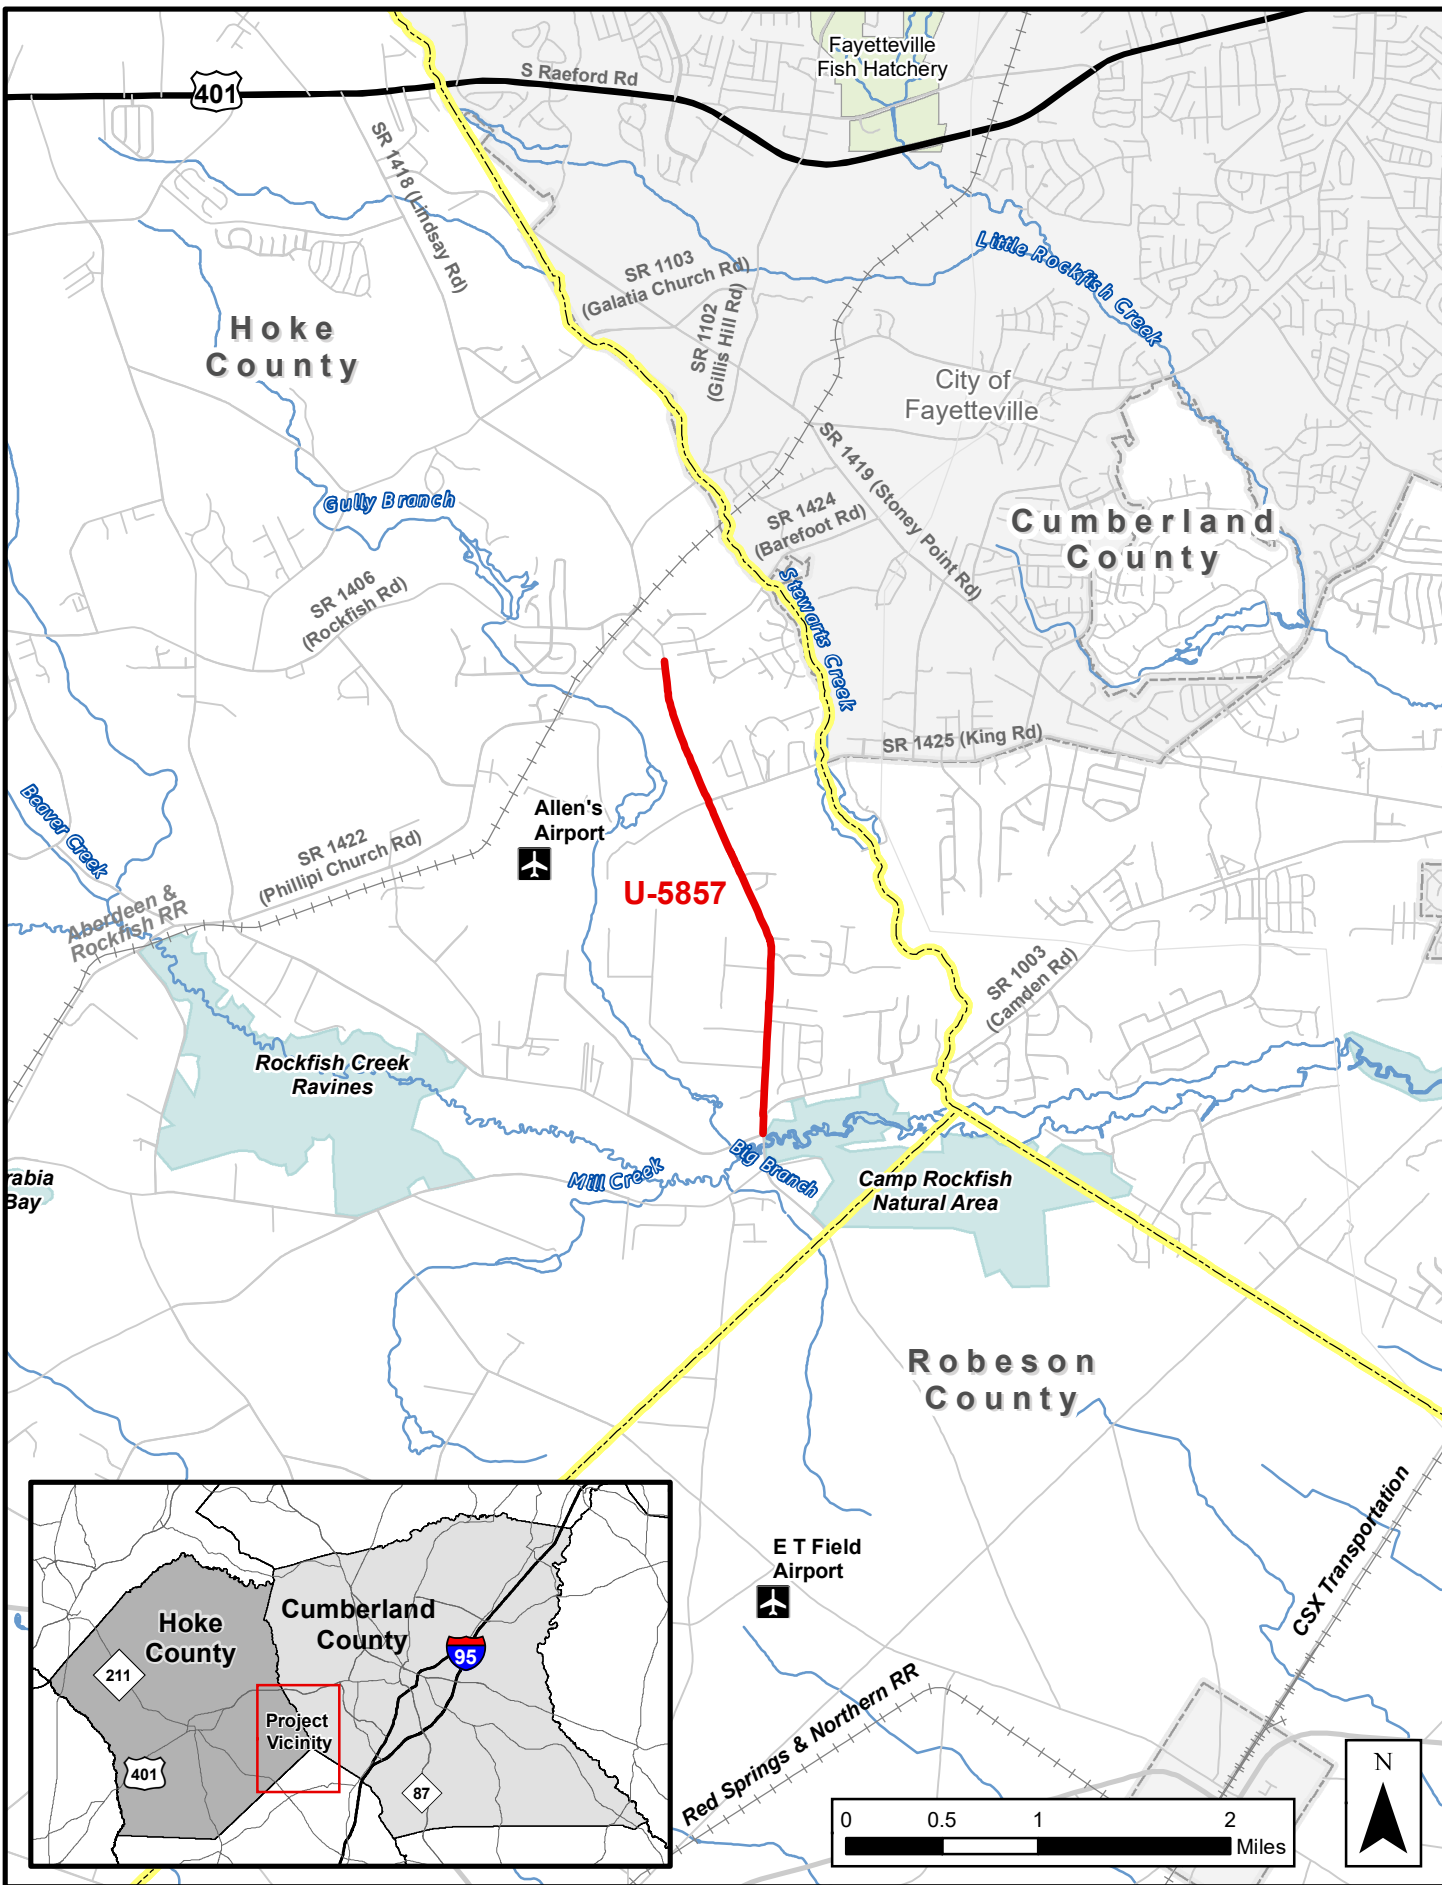 Fayetteville
Fish Hatchery
S Raeford Rd
401
SR 1418 (Lindsay Rd)
Little Rockfish Creek
SR 1103
(Galatia Church Rd)
SR 1102
(Gillis Hill Rd)
Hoke
County
City of
Fayetteville
SR 1419 (Stoney Point Rd)
Gully Branch
SR 1424
(Barefoot Rd)
Cumberland
County
SR 1406
(Rockfish Rd)
Stewarts Creek
SR 1425 (King Rd)
Beaver Creek
Allen's
Airport
SR 1422
(Phillipi Church Rd)
U-5857
Aberdeen &
Rockfish RR
SR 1003
(Camden Rd)
Rockfish Creek
Ravines
Big Branch
Mill Creek
Camp Rockfish
Natural Area
rabia
Bay
Robeson
County
E T Field
Airport
CSX Transportation
Red Springs & Northern RR
Hoke
County
Cumberland
County
95
211
Project
Vicinity
401
87
0 0.5 1 2
Miles
N